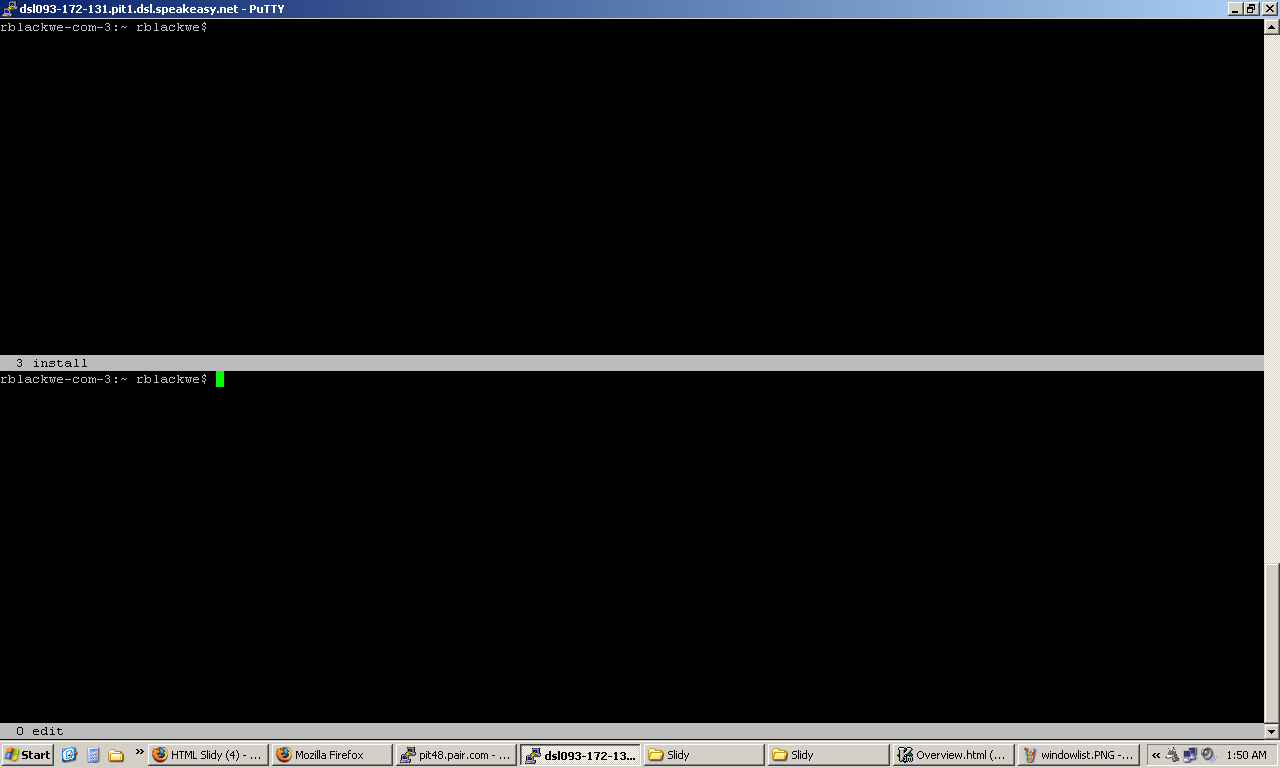 dsl093-172-131.pit1.dsl.speakeasy.net - PuTTY
rblackwe-com-3:~ rblackwe$
3 install
rblackwe-com-3:~ rblackwe$
0 edit
Start » HTML Slidy (4) - ... Mozilla Firefox pit48.pair.com - ... dsl093-172-13... Slidy Slidy Overview.html (... windowlist.PNG -... « 1:50 AM